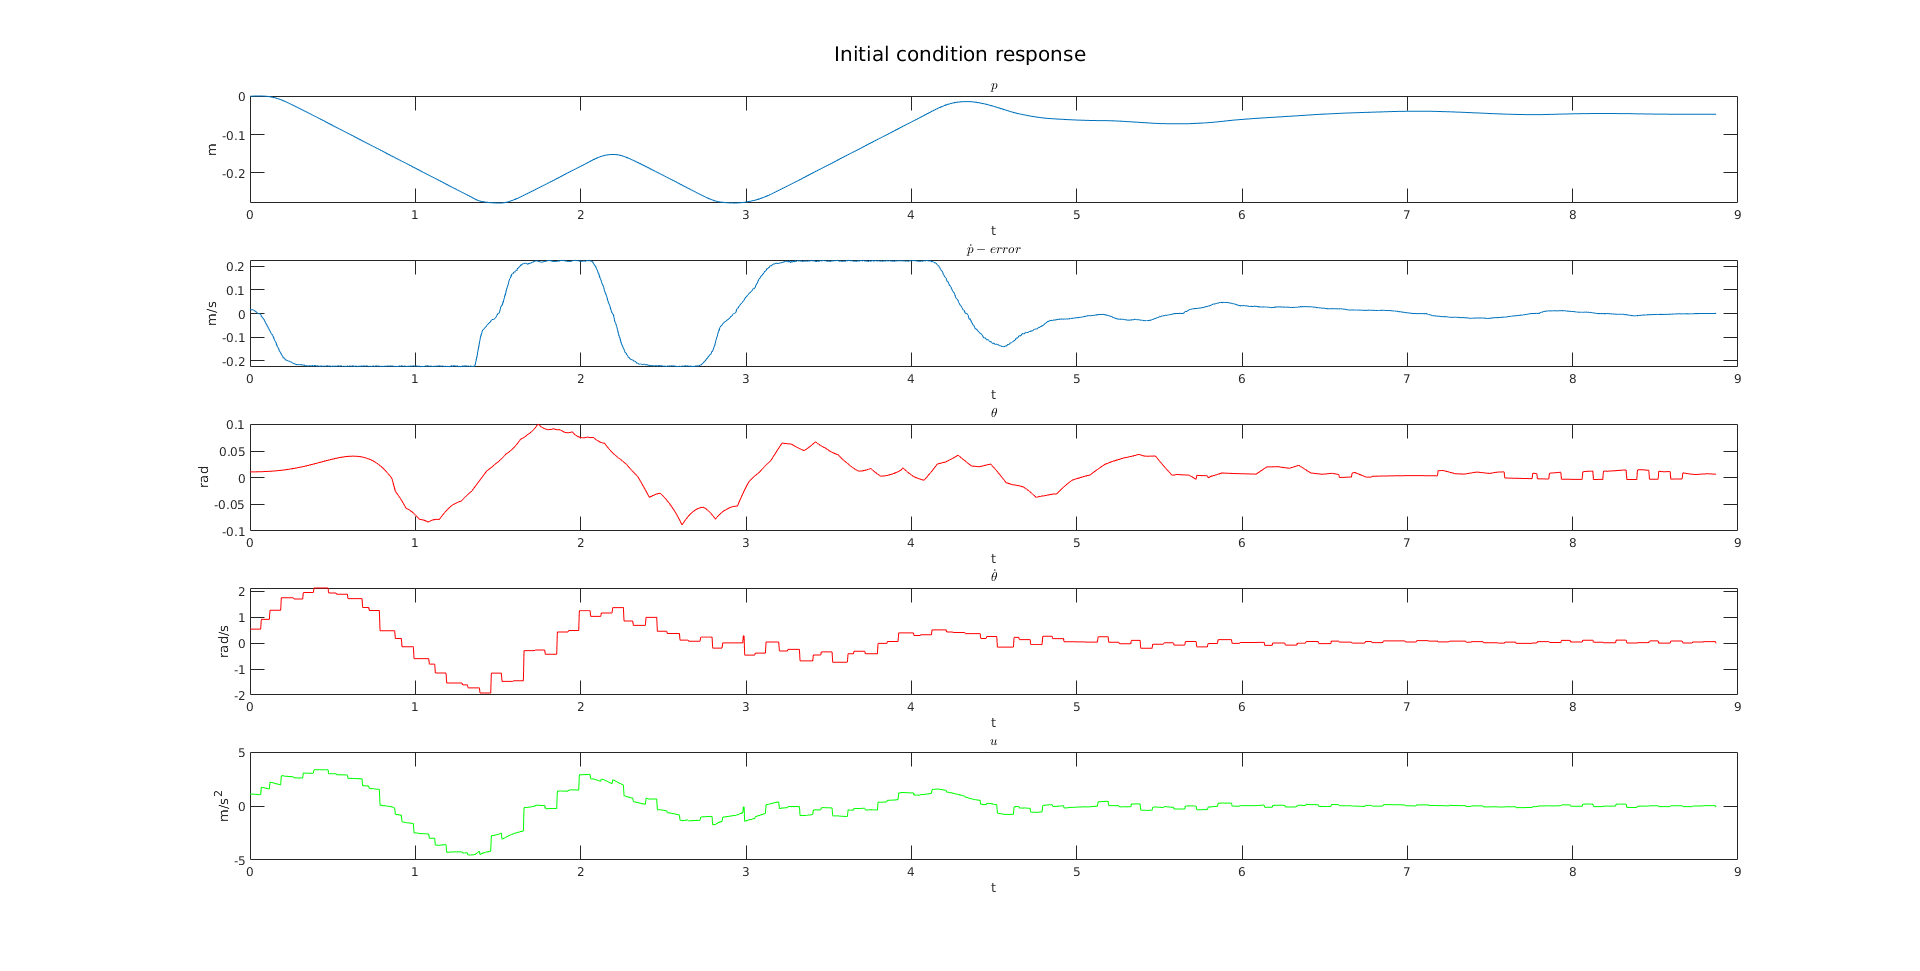 Initial condition response
p
0
-0.1
-0.2
m
0 1 2 3 4 5 6 7 8 9
t
ṗ − error
0.2
0.1
0
-0.1
-0.2
m/s
0 1 2 3 4 5 6 7 8 9
t
θ
0.1
0.05
0
-0.05
-0.1
rad
0 1 2 3 4 5 6 7 8 9
t
θ̇
2
1
0
-1
-2
rad/s
0 1 2 3 4 5 6 7 8 9
t
u
5
0
-5
m/s²
0 1 2 3 4 5 6 7 8 9
t